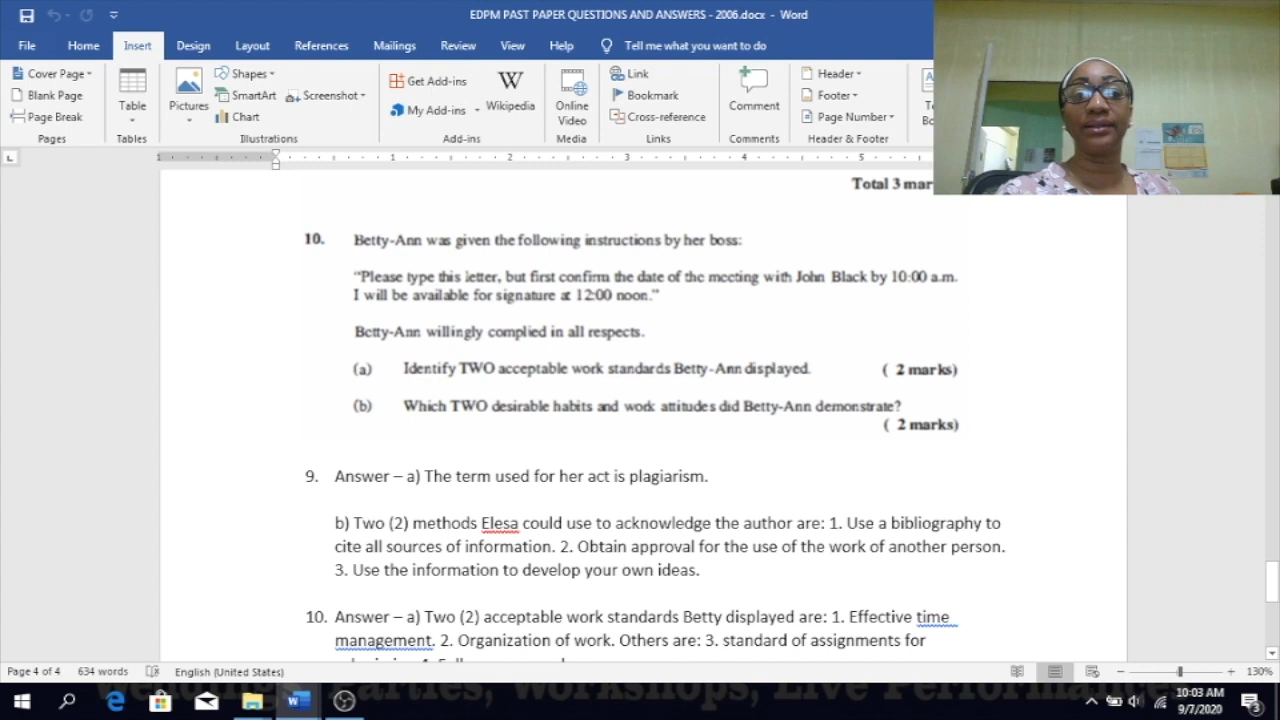 EDPM PAST PAPER QUESTIONS AND ANSWERS - 2006.docx - Word
File Home Insert Design Layout References Mailings Review View Help Tell me what you want to do
Cover Page
Blank Page
Page Break
Pages
Table
Tables
Pictures
Shapes
SmartArt
Chart
Screenshot
Illustrations
Get Add-ins
My Add-ins
Wikipedia
Add-ins
Online Video
Media
Link
Bookmark
Cross-reference
Links
Comment
Comments
Header
Footer
Page Number
Header & Footer
1 1 2 3 4 5
Total 3 mar
10. Betty-Ann was given the following instructions by her boss:
"Please type this letter, but first confirm the date of the meeting with John Black by 10:00 a.m.
I will be available for signature at 12:00 noon."
Betty-Ann willingly complied in all respects.
(a) Identify TWO acceptable work standards Betty-Ann displayed. ( 2 marks)
(b) Which TWO desirable habits and work attitudes did Betty-Ann demonstrate?
( 2 marks)
9. Answer – a) The term used for her act is plagiarism.
b) Two (2) methods Elesa could use to acknowledge the author are: 1. Use a bibliography to
cite all sources of information. 2. Obtain approval for the use of the work of another person.
3. Use the information to develop your own ideas.
10. Answer – a) Two (2) acceptable work standards Betty displayed are: 1. Effective time
management. 2. Organization of work. Others are: 3. standard of assignments for
Page 4 of 4 634 words English (United States) 130%
10:03 AM
9/7/2020